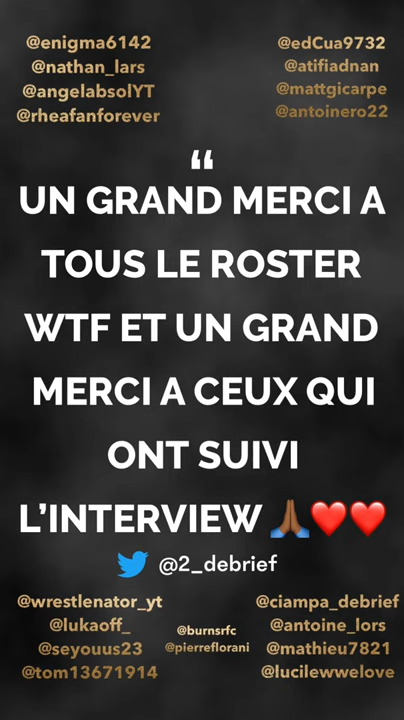 @enigma6142
@nathan_lars
@angelabsolYT
@rheafanforever
@edCua9732
@atifiadnan
@mattgicarpe
@antoinero22
“
UN GRAND MERCI A
TOUS LE ROSTER
WTF ET UN GRAND
MERCI A CEUX QUI
ONT SUIVI
L’INTERVIEW 🙏🏾❤️❤️
@2_debrief
@wrestlenator_yt
@lukaoff_
@seyouus23
@tom13671914
@burnsrfc
@pierreflorani
@ciampa_debrief
@antoine_lors
@mathieu7821
@lucilewwelove